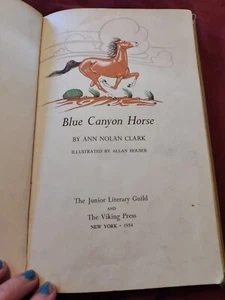 Blue Canyon Horse
BY ANN NOLAN CLARK
ILLUSTRATED BY ALLAN HOUSER
The Junior Literary Guild
AND
The Viking Press
NEW YORK · 1954